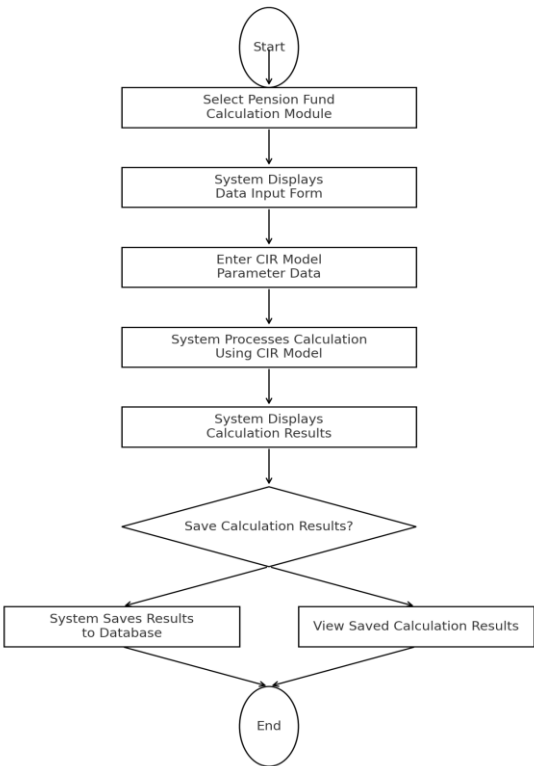 Start
Select Pension Fund
Calculation Module
System Displays
Data Input Form
Enter CIR Model
Parameter Data
System Processes Calculation
Using CIR Model
System Displays
Calculation Results
Save Calculation Results?
System Saves Results
to Database
View Saved Calculation Results
End